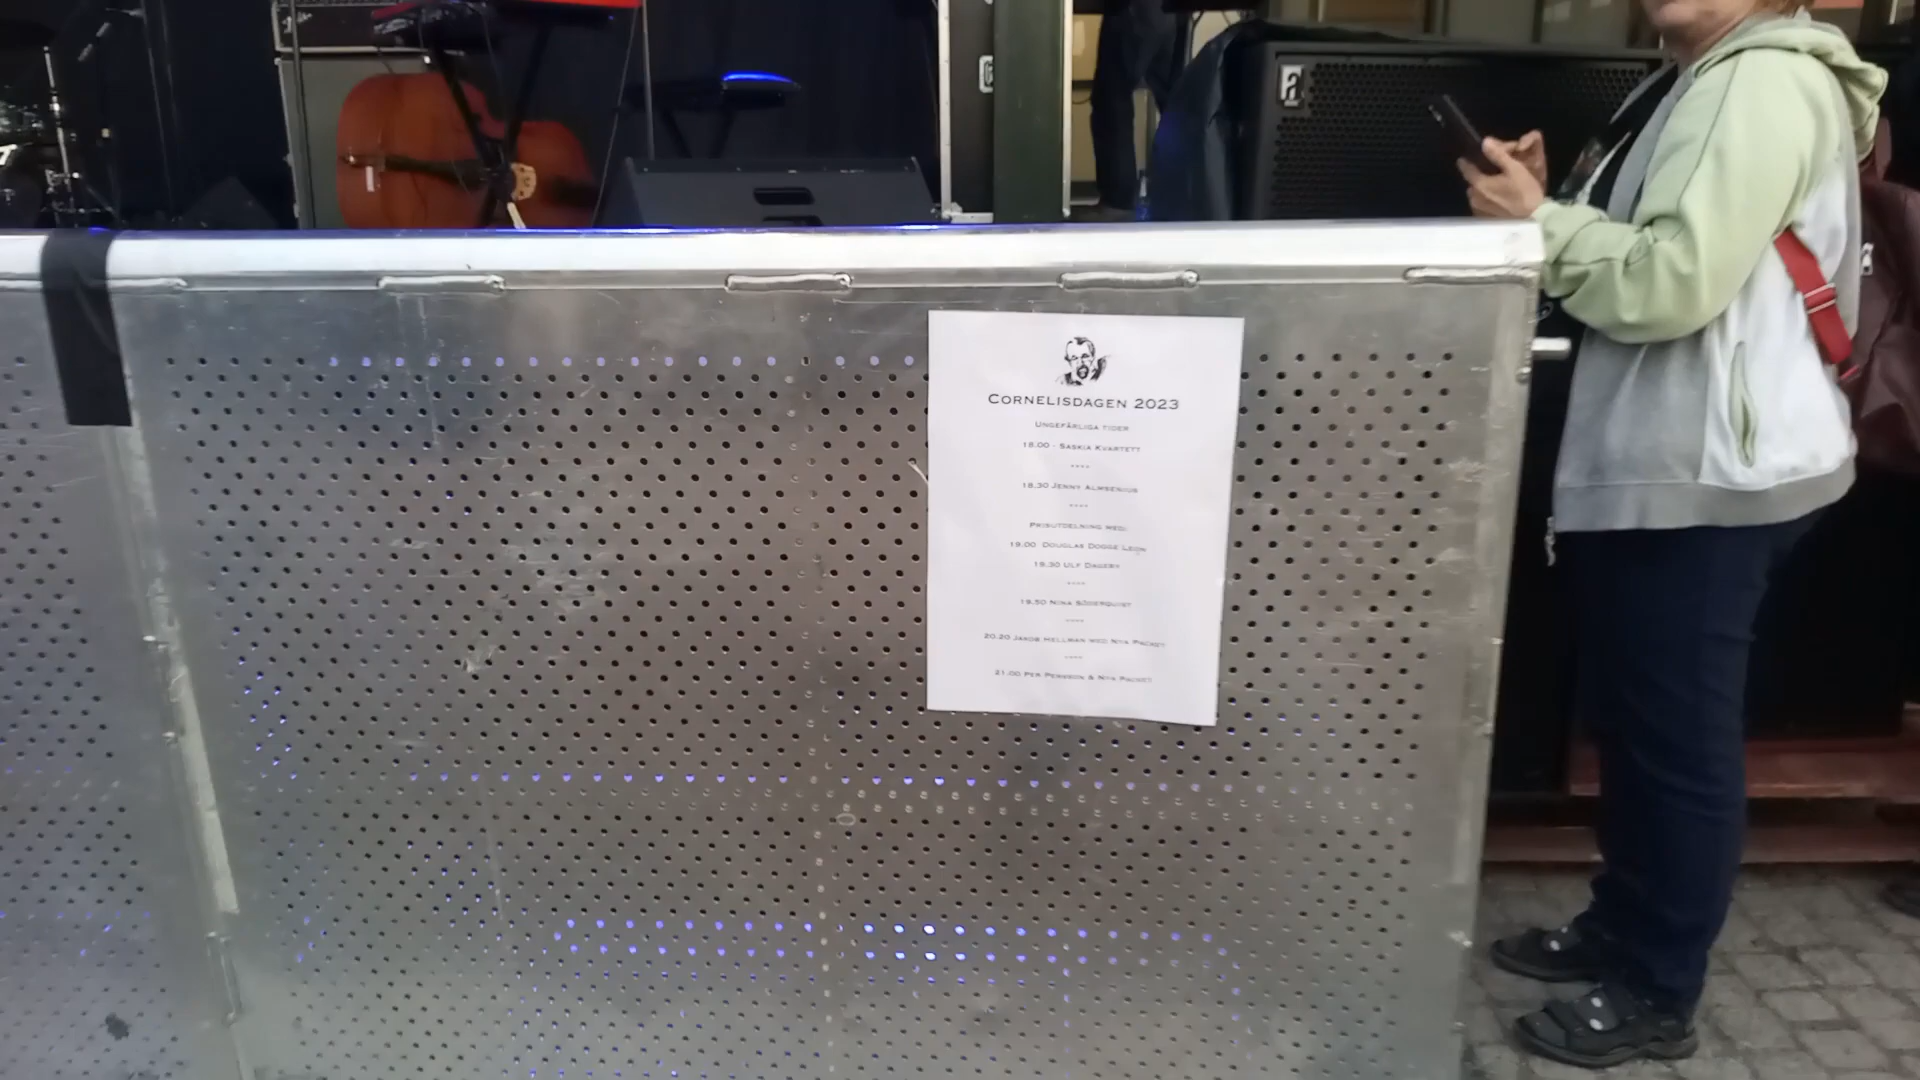 CORNELISDAGEN 2023
UNGEFÄRLIGA TIDER
18.00 - SASKIA KVARTETT
****
18.30 JENNY ALMSENIUS
****
PRISUTDELNING MED:
19.00 DOUGLAS DOGGE LEON
19.30 ULF DAGEBY
****
19.50 NINA SÖDERQUIST
****
20.20 JAKOB HELLMAN MED NYA PACKET
****
21.00 PER PERSSON & NYA PACKET